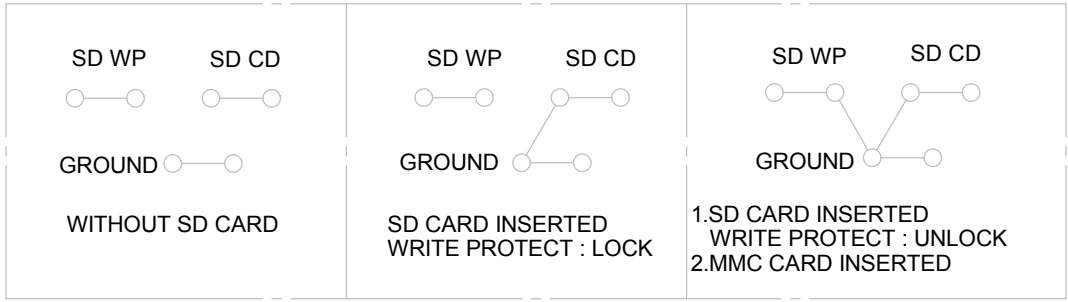 SD WP SD CD
GROUND
WITHOUT SD CARD
SD WP SD CD
GROUND
SD CARD INSERTED
WRITE PROTECT : LOCK
SD WP SD CD
GROUND
1.SD CARD INSERTED
WRITE PROTECT : UNLOCK
2.MMC CARD INSERTED